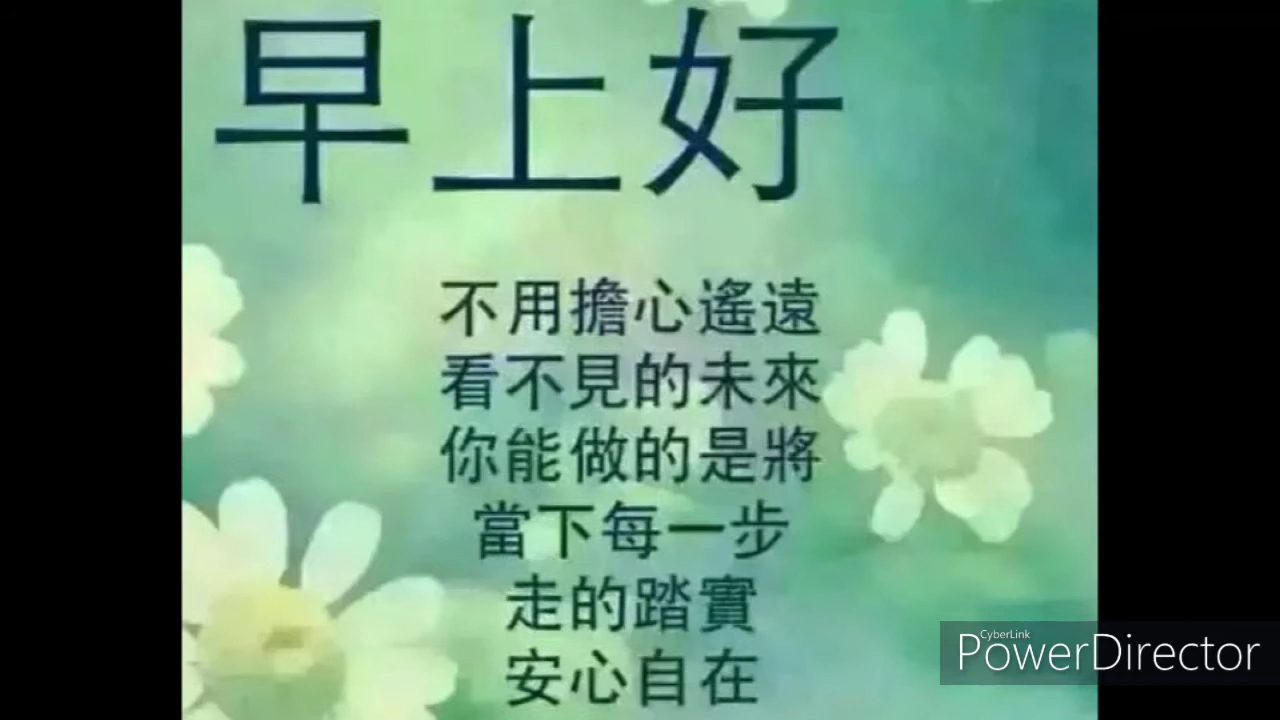 早上好
不用擔心遙遠
看不見的未來
你能做的是將
當下每一步
走的踏實
安心自在
CyberLink
PowerDirector